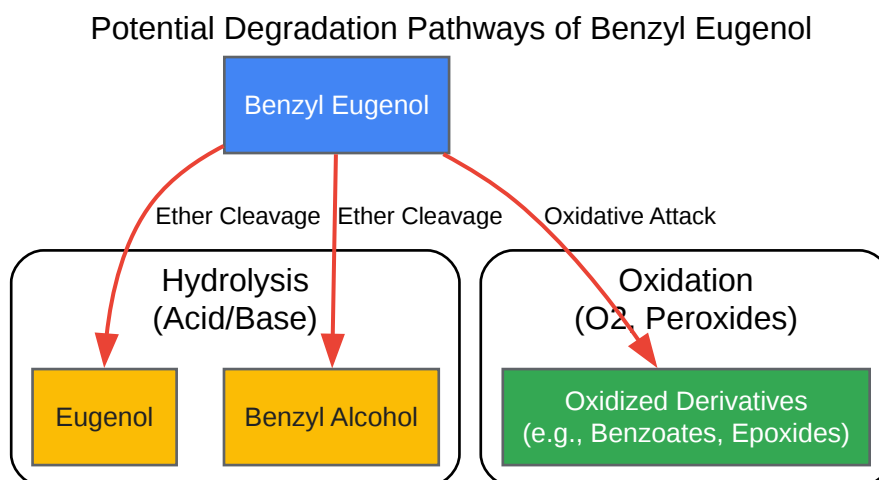 Potential Degradation Pathways of Benzyl Eugenol
Benzyl Eugenol
Ether Cleavage
Ether Cleavage
Oxidative Attack
Hydrolysis
(Acid/Base)
Oxidation
(O2, Peroxides)
Eugenol
Benzyl Alcohol
Oxidized Derivatives
(e.g., Benzoates, Epoxides)